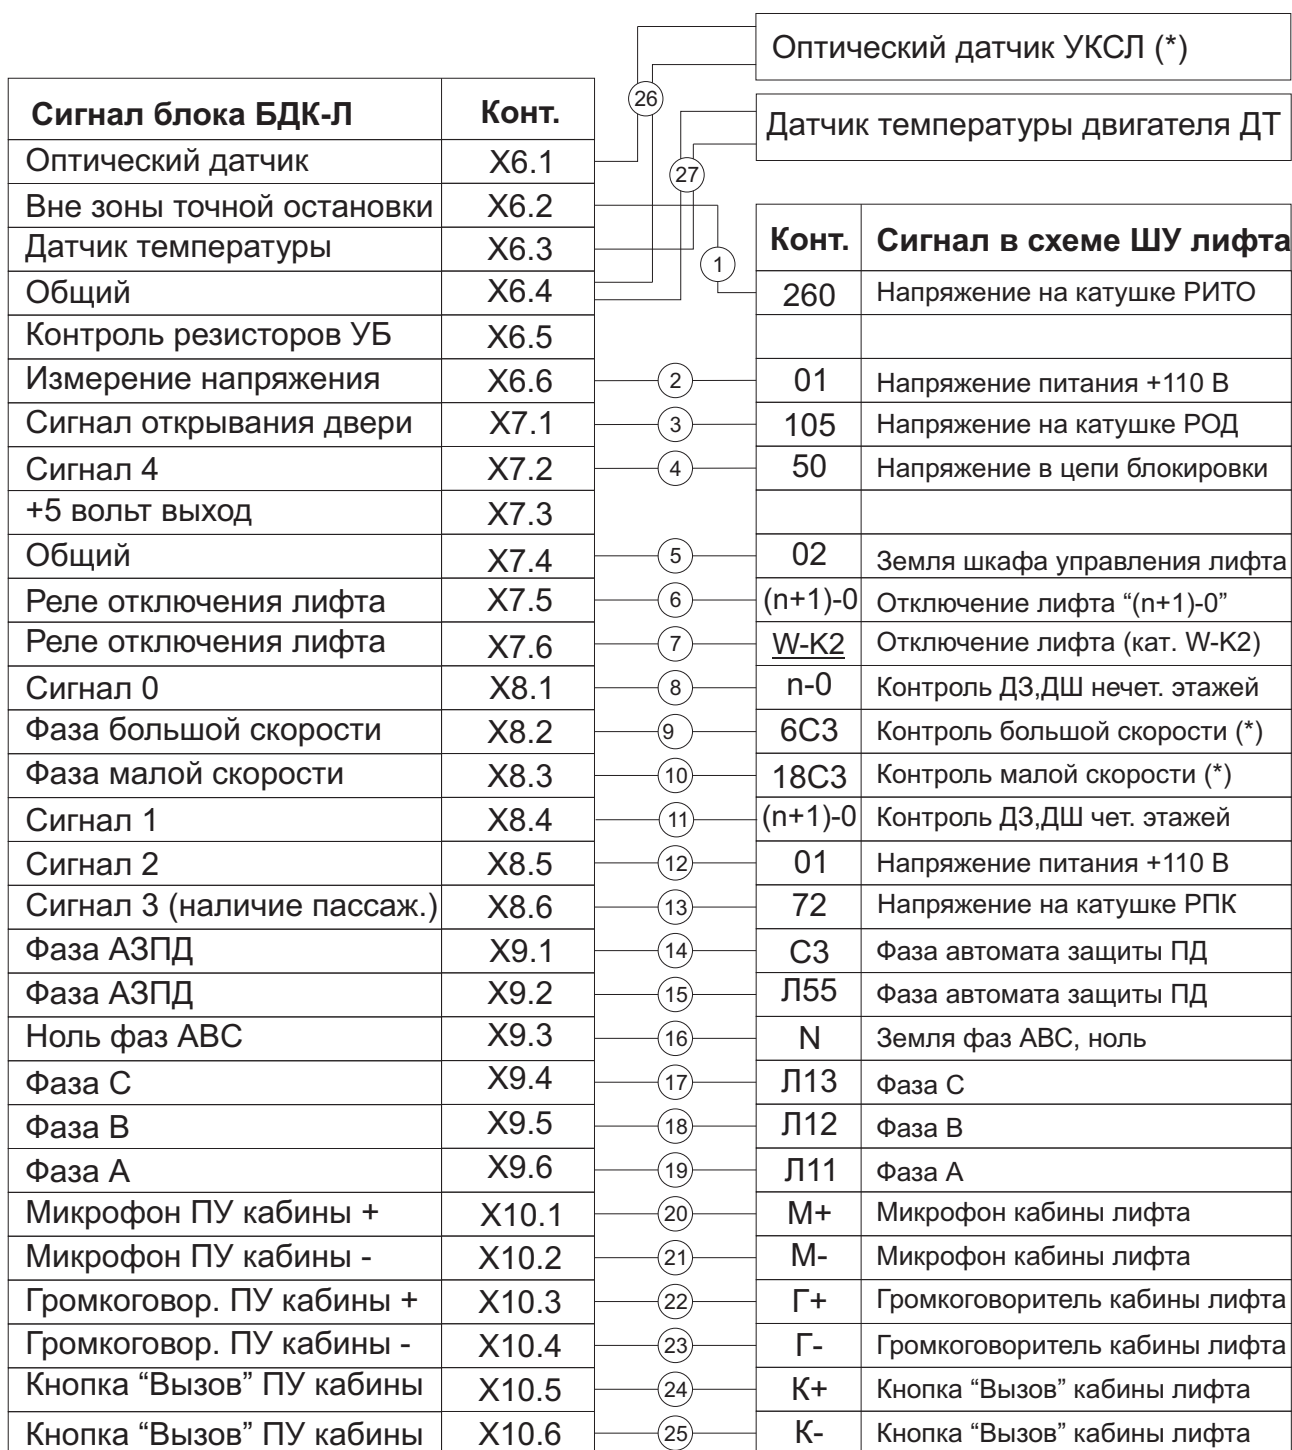 Оптический датчик УКСЛ (*)
Датчик температуры двигателя ДТ
26
27
Сигнал блока БДК-Л Конт.
Оптический датчик X6.1
Вне зоны точной остановки X6.2
Датчик температуры X6.3 1 Конт. Сигнал в схеме ШУ лифта
Общий X6.4 260 Напряжение на катушке РИТО
Контроль резисторов УБ X6.5
Измерение напряжения X6.6 2 01 Напряжение питания +110 В
Сигнал открывания двери X7.1 3 105 Напряжение на катушке РОД
Сигнал 4 X7.2 4 50 Напряжение в цепи блокировки
+5 вольт выход X7.3
Общий X7.4 5 02 Земля шкафа управления лифта
Реле отключения лифта X7.5 6 (n+1)-0 Отключение лифта “(n+1)-0”
Реле отключения лифта X7.6 7 W-K2 Отключение лифта (кат. W-K2)
Сигнал 0 X8.1 8 n-0 Контроль ДЗ,ДШ нечет. этажей
Фаза большой скорости X8.2 9 6С3 Контроль большой скорости (*)
Фаза малой скорости X8.3 10 18С3 Контроль малой скорости (*)
Сигнал 1 X8.4 11 (n+1)-0 Контроль ДЗ,ДШ чет. этажей
Сигнал 2 X8.5 12 01 Напряжение питания +110 В
Сигнал 3 (наличие пассаж.) X8.6 13 72 Напряжение на катушке РПК
Фаза АЗПД X9.1 14 С3 Фаза автомата защиты ПД
Фаза АЗПД X9.2 15 Л55 Фаза автомата защиты ПД
Ноль фаз АВС X9.3 16 N Земля фаз АВС, ноль
Фаза С X9.4 17 Л13 Фаза С
Фаза В X9.5 18 Л12 Фаза В
Фаза А X9.6 19 Л11 Фаза А
Микрофон ПУ кабины + X10.1 20 М+ Микрофон кабины лифта
Микрофон ПУ кабины - X10.2 21 М- Микрофон кабины лифта
Громкоговор. ПУ кабины + X10.3 22 Г+ Громкоговоритель кабины лифта
Громкоговор. ПУ кабины - X10.4 23 Г- Громкоговоритель кабины лифта
Кнопка “Вызов” ПУ кабины X10.5 24 К+ Кнопка “Вызов” кабины лифта
Кнопка “Вызов” ПУ кабины X10.6 25 К- Кнопка “Вызов” кабины лифта